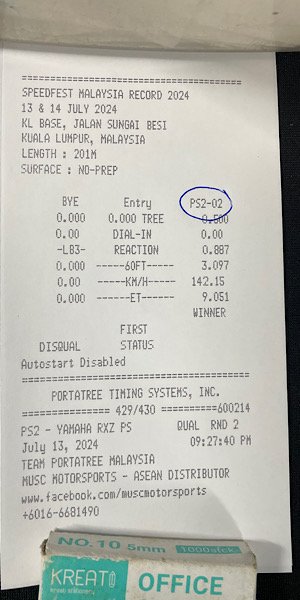 ================================
SPEEDFEST MALAYSIA RECORD 2024
13 & 14 JULY 2024
KL BASE, JALAN SUNGAI BESI
KUALA LUMPUR, MALAYSIA
LENGTH : 201M
SURFACE : NO-PREP
BYE Entry PS2-02
0.000 0.000 TREE 0.500
0.00 DIAL-IN 0.00
-LB3- REACTION 0.887
0.000 ------60FT----- 3.097
0.00 -----KM/H----- 142.15
0.000 ------ET----- 9.051
WINNER
FIRST
DISQUAL STATUS
Autostart Disabled
================================
PORTATREE TIMING SYSTEMS, INC.
============ 429/430 ==========600214
PS2 - YAMAHA RXZ PS QUAL RND 2
July 13, 2024 09:27:40 PM
TEAM PORTATREE MALAYSIA
MUSC MOTORSPORTS - ASEAN DISTRIBUTOR
www.facebook.com/muscmotorsports
+6016-6681490
NO.10 5mm 1000stck
KREATO OFFICE
kreat stationery